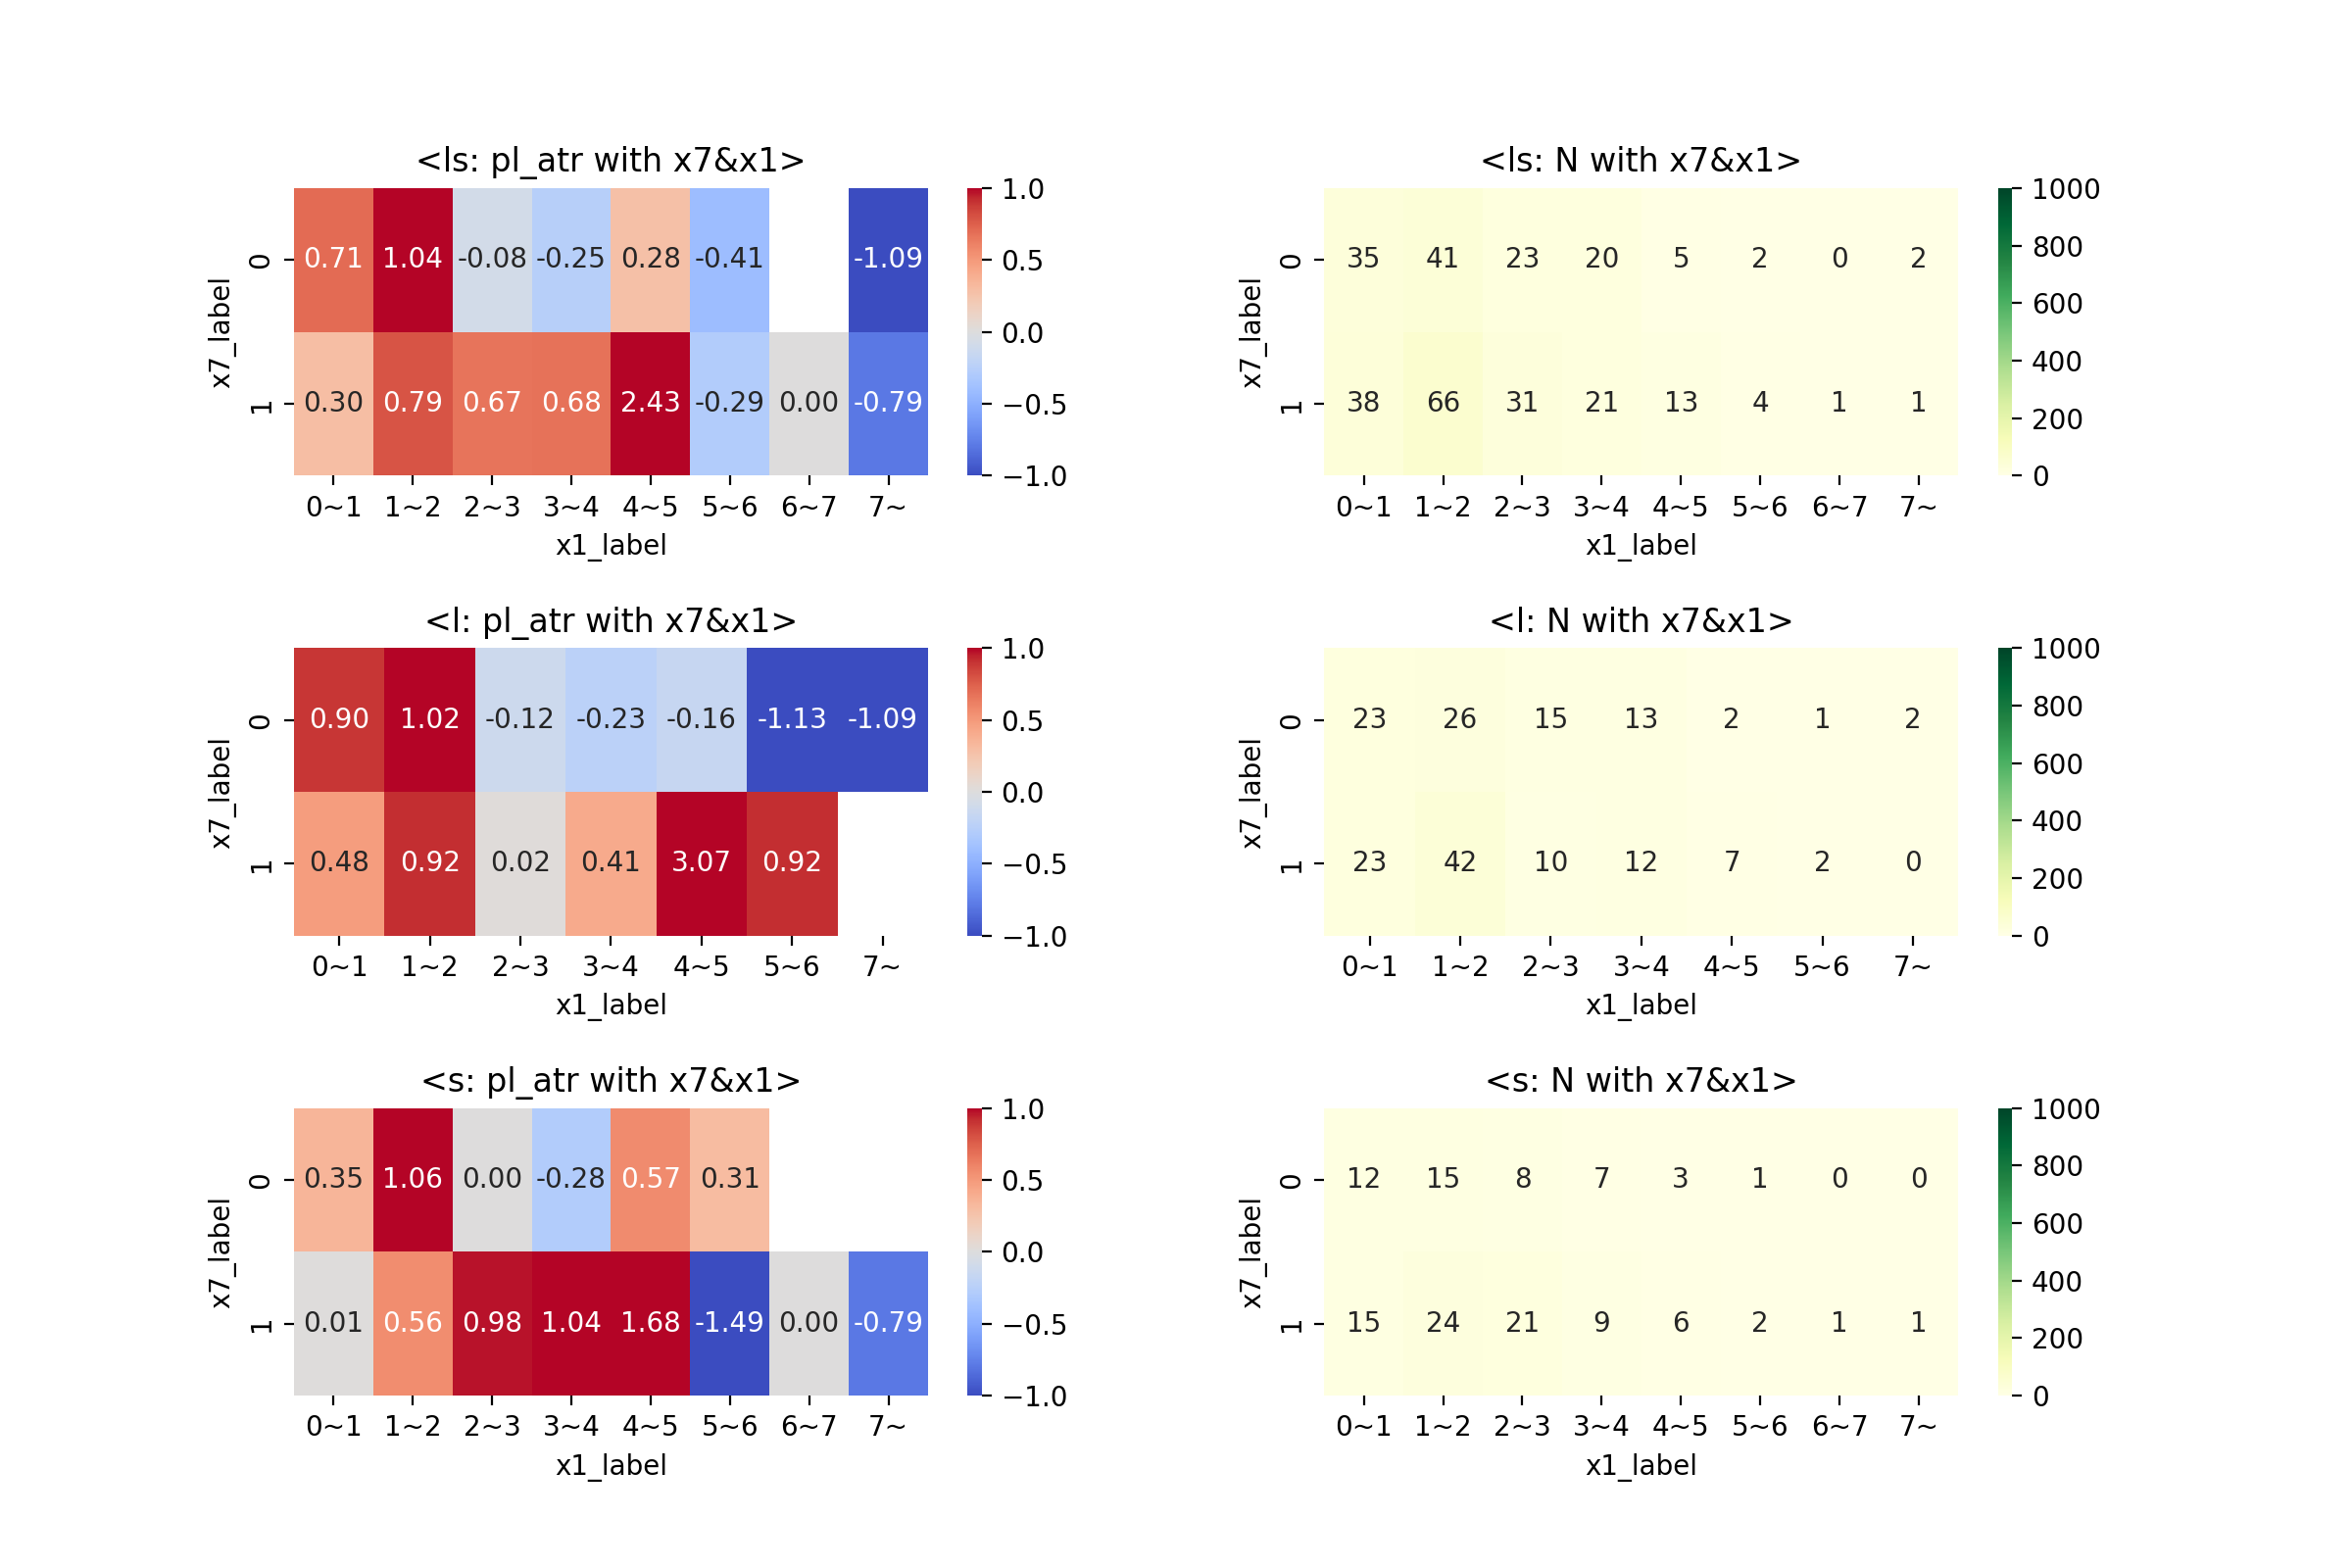 <ls: pl_atr with x7&x1>
x7_label
0 0.71 1.04 -0.08 -0.25 0.28 -0.41 -1.09
1 0.30 0.79 0.67 0.68 2.43 -0.29 0.00 -0.79
0~1 1~2 2~3 3~4 4~5 5~6 6~7 7~
x1_label
1.0
0.5
0.0
−0.5
−1.0
<ls: N with x7&x1>
x7_label
0 35 41 23 20 5 2 0 2
1 38 66 31 21 13 4 1 1
0~1 1~2 2~3 3~4 4~5 5~6 6~7 7~
x1_label
1000
800
600
400
200
0
<l: pl_atr with x7&x1>
x7_label
0 0.90 1.02 -0.12 -0.23 -0.16 -1.13 -1.09
1 0.48 0.92 0.02 0.41 3.07 0.92
0~1 1~2 2~3 3~4 4~5 5~6 7~
x1_label
1.0
0.5
0.0
−0.5
−1.0
<l: N with x7&x1>
x7_label
0 23 26 15 13 2 1 2
1 23 42 10 12 7 2 0
0~1 1~2 2~3 3~4 4~5 5~6 7~
x1_label
1000
800
600
400
200
0
<s: pl_atr with x7&x1>
x7_label
0 0.35 1.06 0.00 -0.28 0.57 0.31
1 0.01 0.56 0.98 1.04 1.68 -1.49 0.00 -0.79
0~1 1~2 2~3 3~4 4~5 5~6 6~7 7~
x1_label
1.0
0.5
0.0
−0.5
−1.0
<s: N with x7&x1>
x7_label
0 12 15 8 7 3 1 0 0
1 15 24 21 9 6 2 1 1
0~1 1~2 2~3 3~4 4~5 5~6 6~7 7~
x1_label
1000
800
600
400
200
0